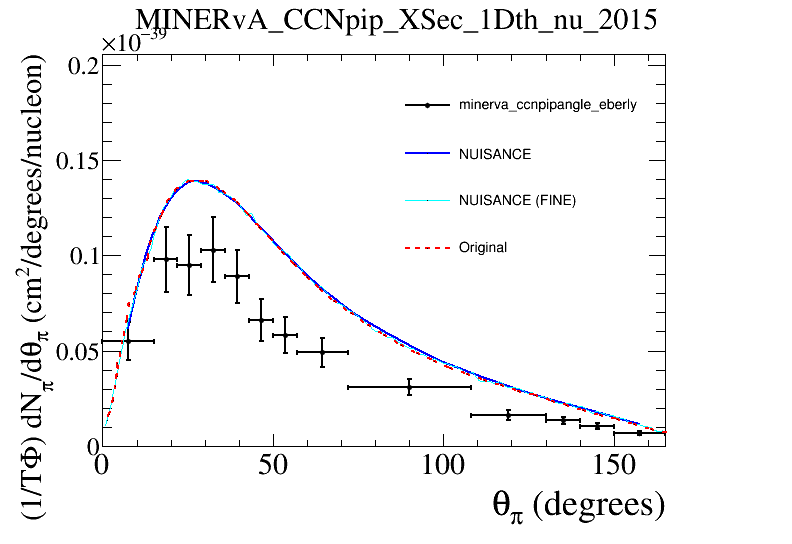 MINERvA_CCNpip_XSec_1Dth_nu_2015
×10⁻³⁹
(1/TΦ) dN_π/dθ_π (cm²/degrees/nucleon)
0.2
0.15
0.1
0.05
0
minerva_ccnpipangle_eberly
NUISANCE
NUISANCE (FINE)
Original
0 50 100 150
θ_π (degrees)